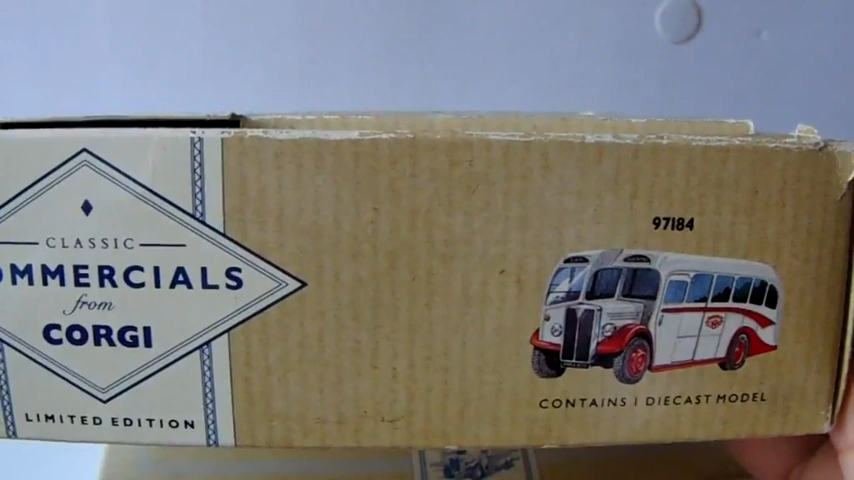 CLASSIC
OMMERCIALS
from
CORGI
LIMITED EDITION
97184
CONTAINS 1 DIECAST MODEL